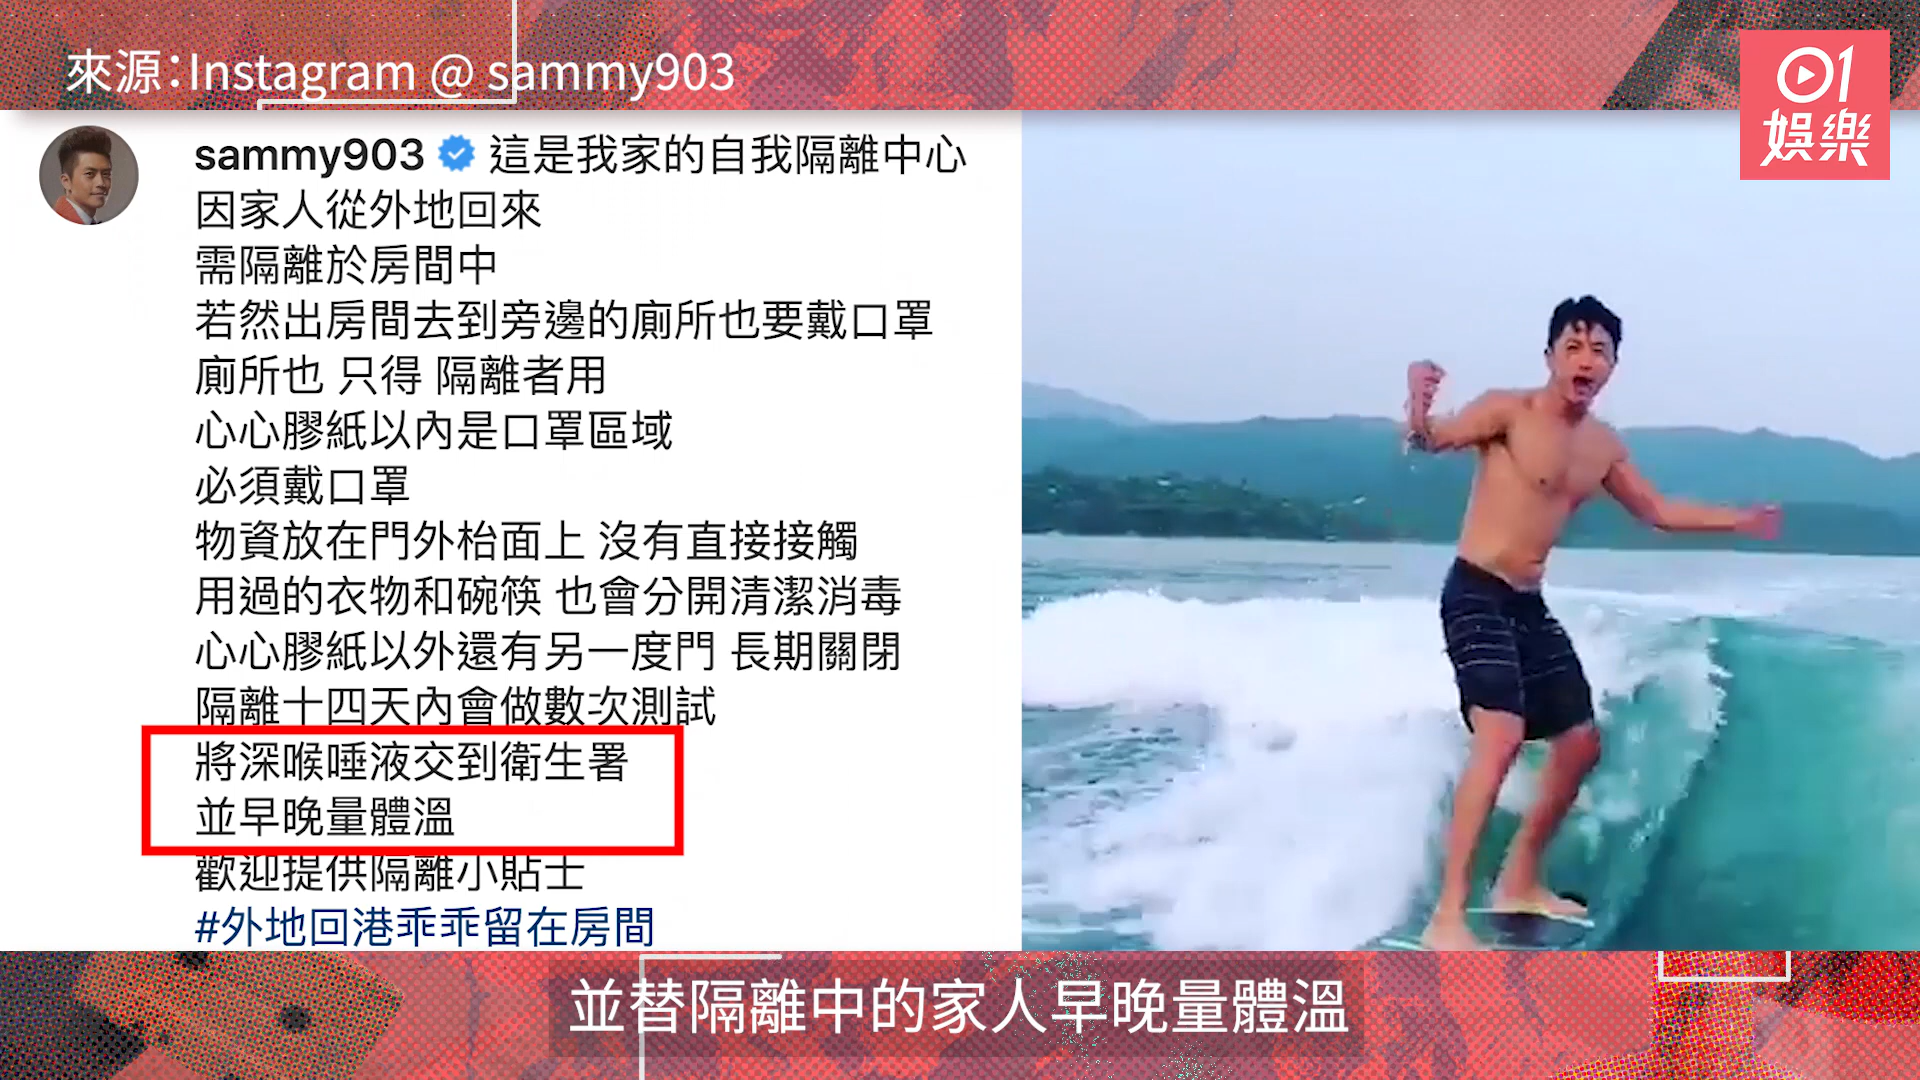 來源:Instagram @ sammy903
01
娛樂
sammy903 這是我家的自我隔離中心
因家人從外地回來
需隔離於房間中
若然出房間去到旁邊的廁所也要戴口罩
廁所也 只得 隔離者用
心心膠紙以內是口罩區域
必須戴口罩
物資放在門外枱面上 沒有直接接觸
用過的衣物和碗筷 也會分開清潔消毒
心心膠紙以外還有另一度門 長期關閉
隔離十四天內會做數次測試
將深喉唾液交到衛生署
並早晚量體溫
歡迎提供隔離小貼士
#外地回港乖乖留在房間
並替隔離中的家人早晚量體溫